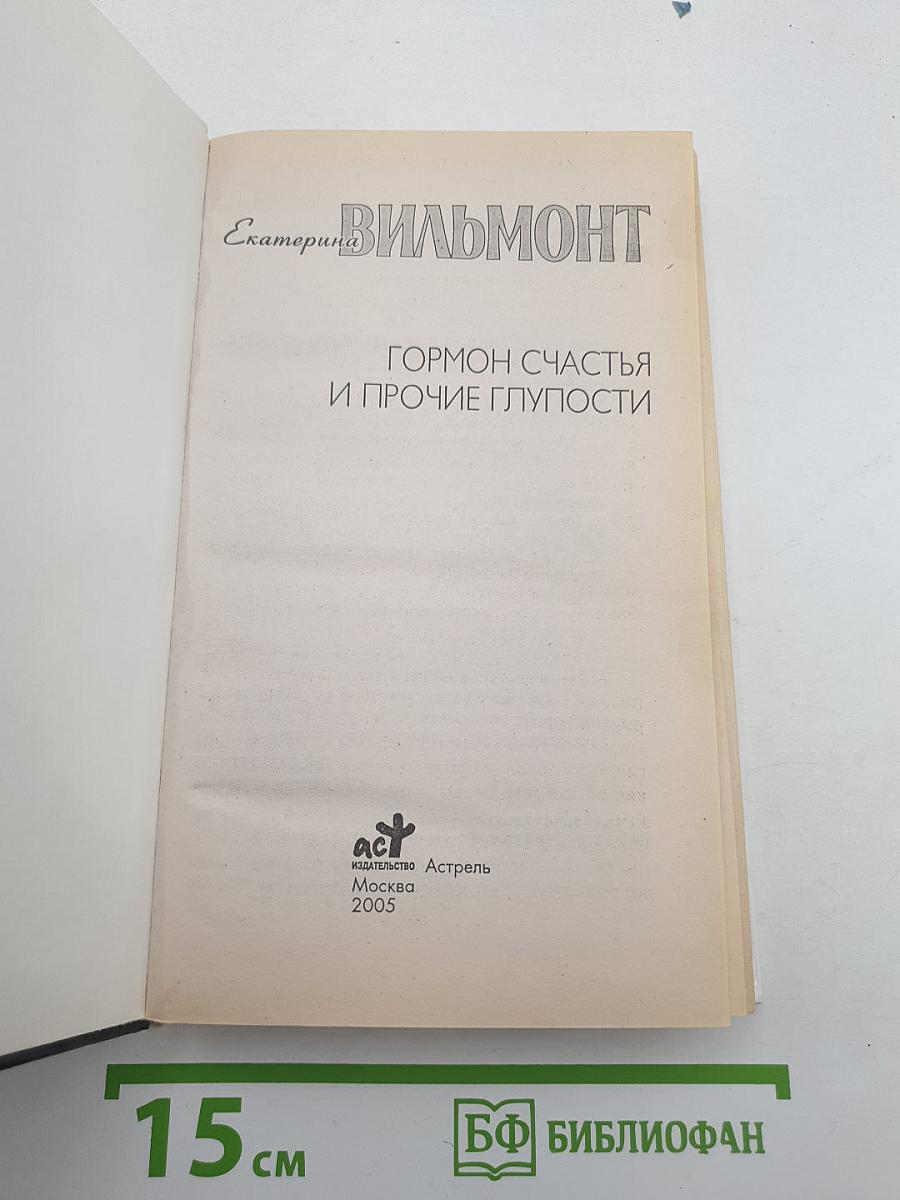 Екатерина ВИЛЬМОНТ
ГОРМОН СЧАСТЬЯ
И ПРОЧИЕ ГЛУПОСТИ
аст
ИЗДАТЕЛЬСТВО Астрель
Москва
2005
15 см
БФ БИБЛИОФАН